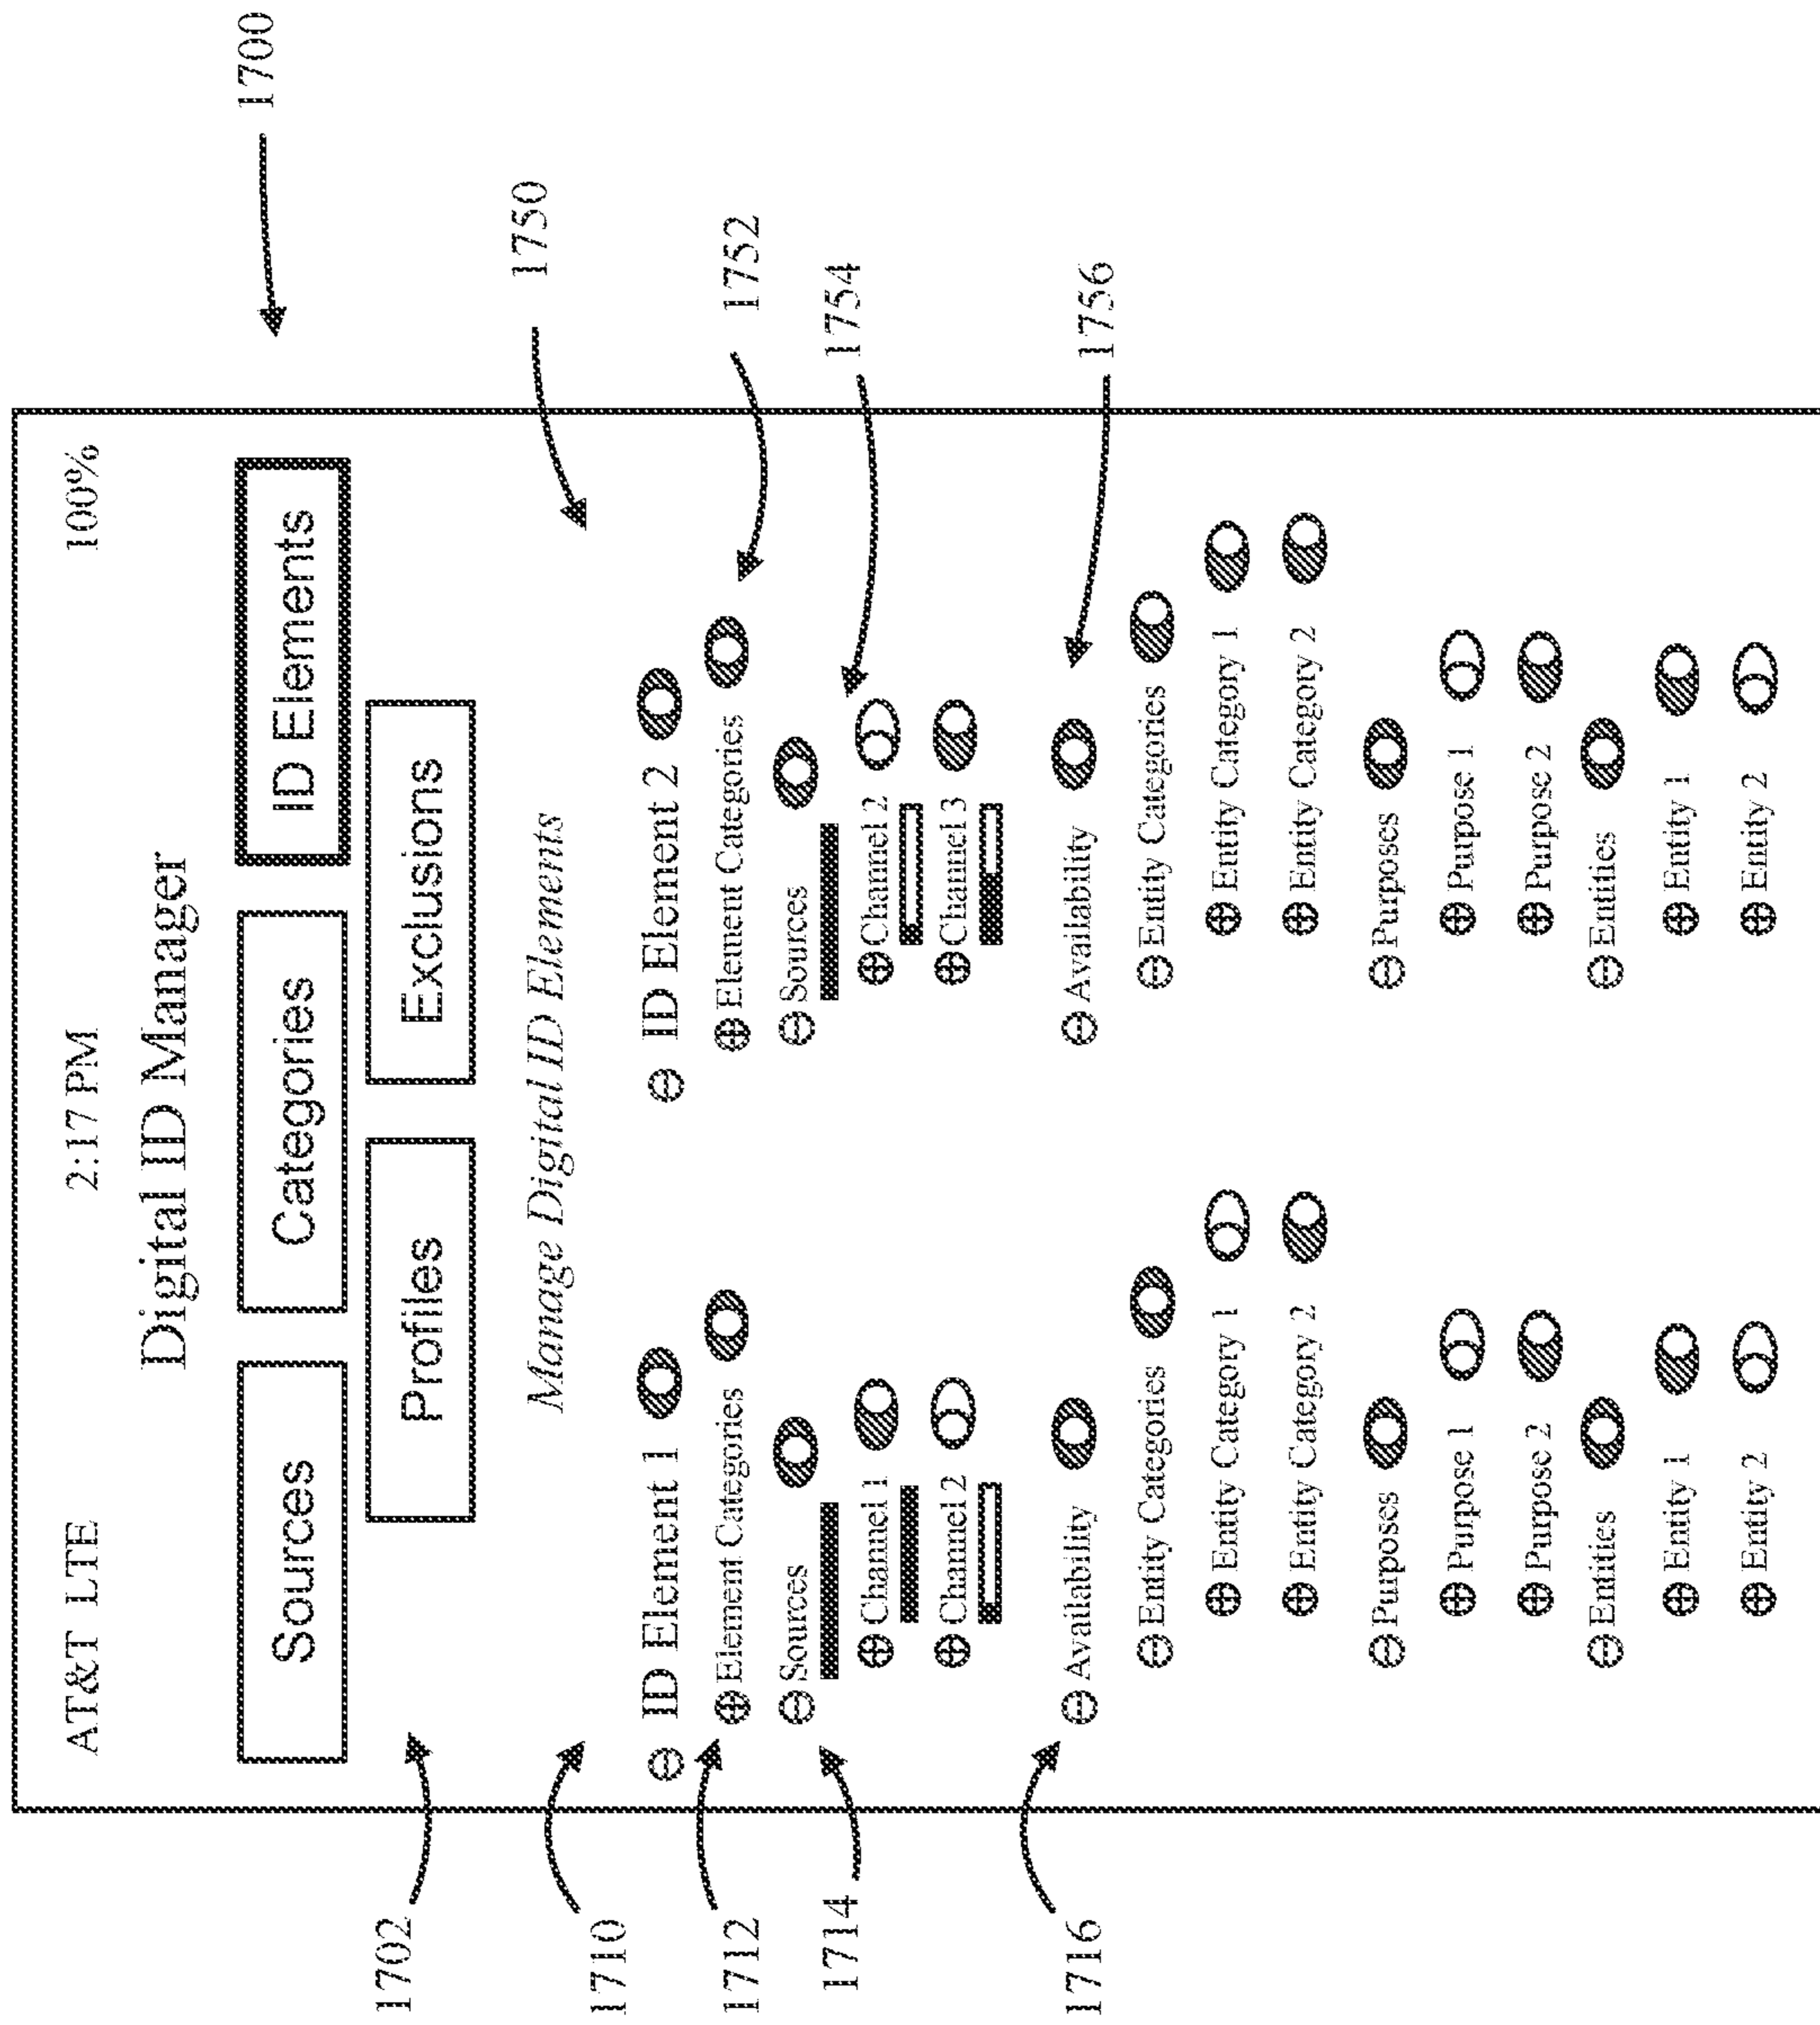 1700
AT&T LTE 2:17 PM 100%
Digital ID Manager
Sources Categories ID Elements
Profiles Exclusions
1702
Manage Digital ID Elements
1710
1750
ID Element 1 ID Element 2
1712
1752
Element Categories Element Categories
1714
Sources Sources
1754
Channel 1 Channel 2
Channel 2 Channel 3
1716
1756
Availability Availability
Entity Categories Entity Categories
Entity Category 1 Entity Category 1
Entity Category 2 Entity Category 2
Purposes Purposes
Purpose 1 Purpose 1
Purpose 2 Purpose 2
Entities Entities
Entity 1 Entity 1
Entity 2 Entity 2